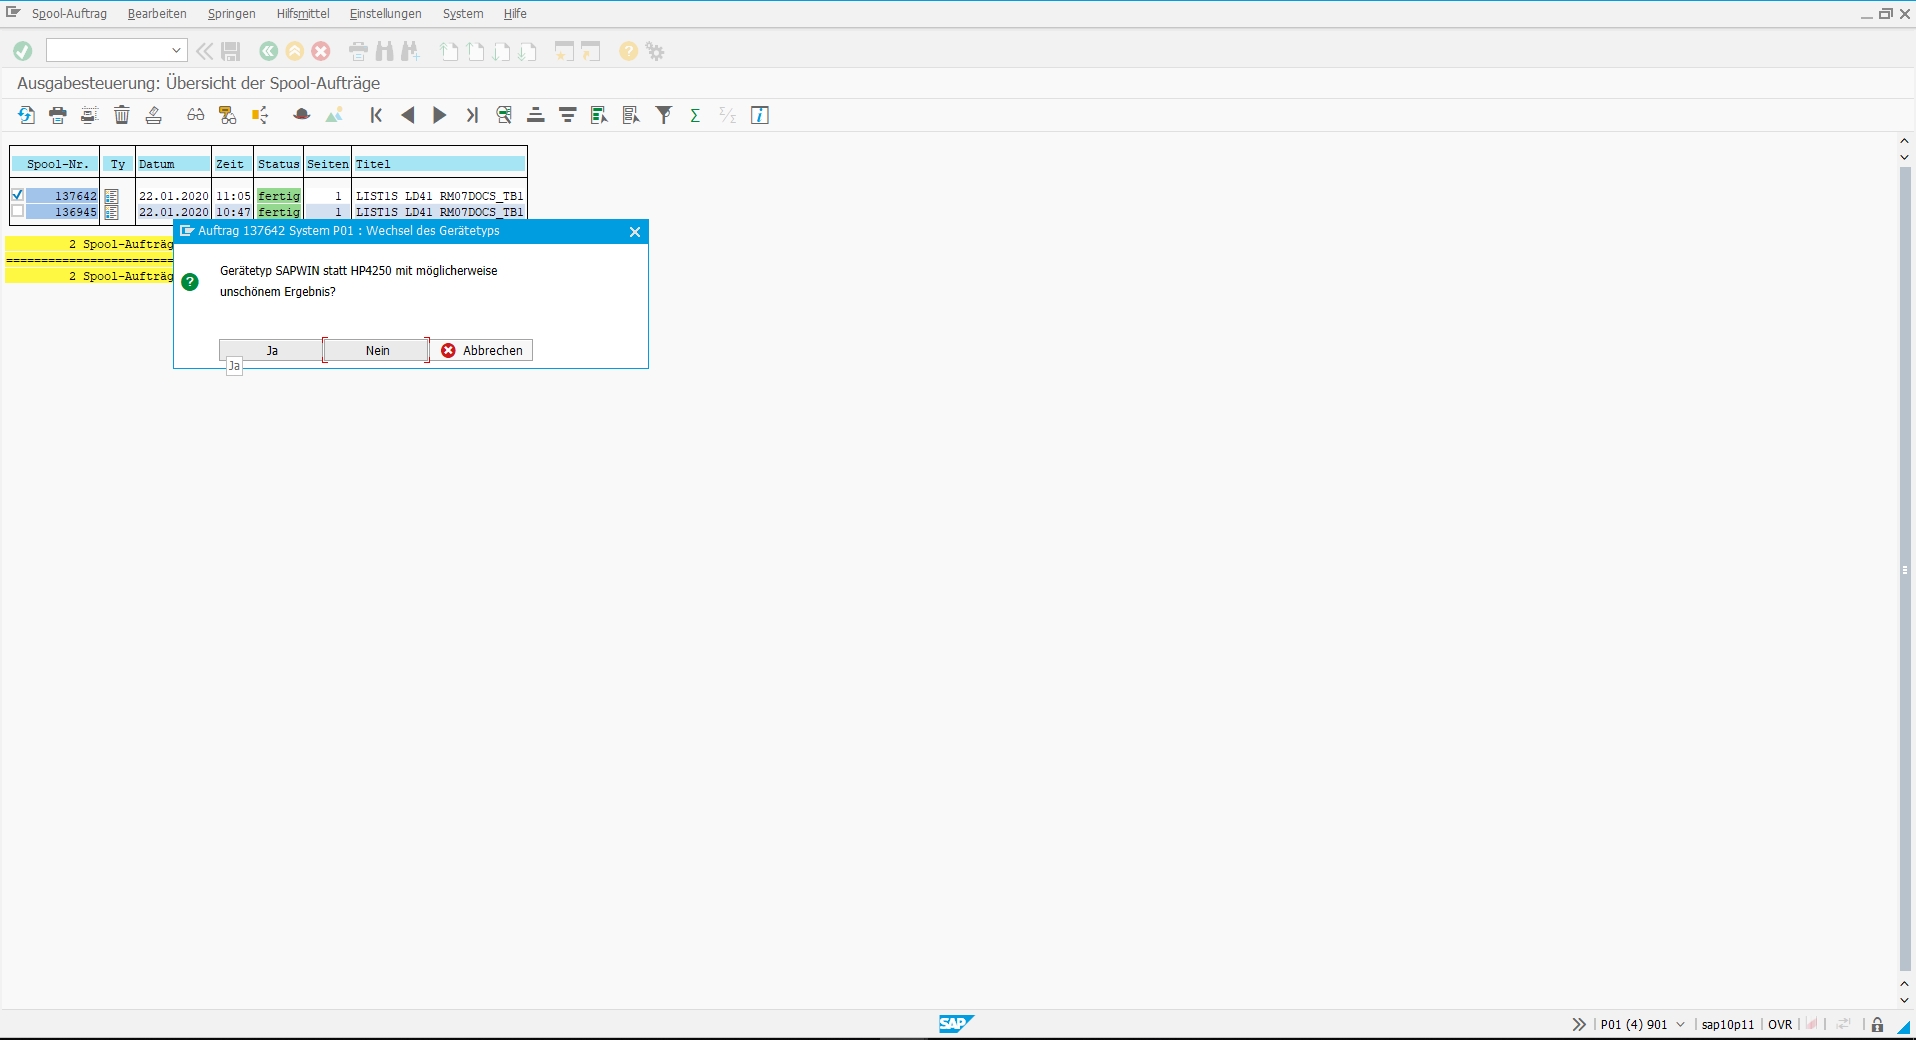 Spool-Auftrag Bearbeiten Springen Hilfsmittel Einstellungen System Hilfe
Ausgabesteuerung: Übersicht der Spool-Aufträge
Spool-Nr. Ty Datum Zeit Status Seiten Titel
137642 22.01.2020 11:05 fertig 1 LIST1S LD41 RM07DOCS_TB1
136945 22.01.2020 10:47 fertig 1 LIST1S LD41 RM07DOCS_TB1
2 Spool-Aufträg
2 Spool-Aufträg
Auftrag 137642 System P01 : Wechsel des Gerätetyps
Gerätetyp SAPWIN statt HP4250 mit möglicherweise
unschönem Ergebnis?
Ja Nein Abbrechen
Ja
SAP P01 (4) 901 sap10p11 OVR